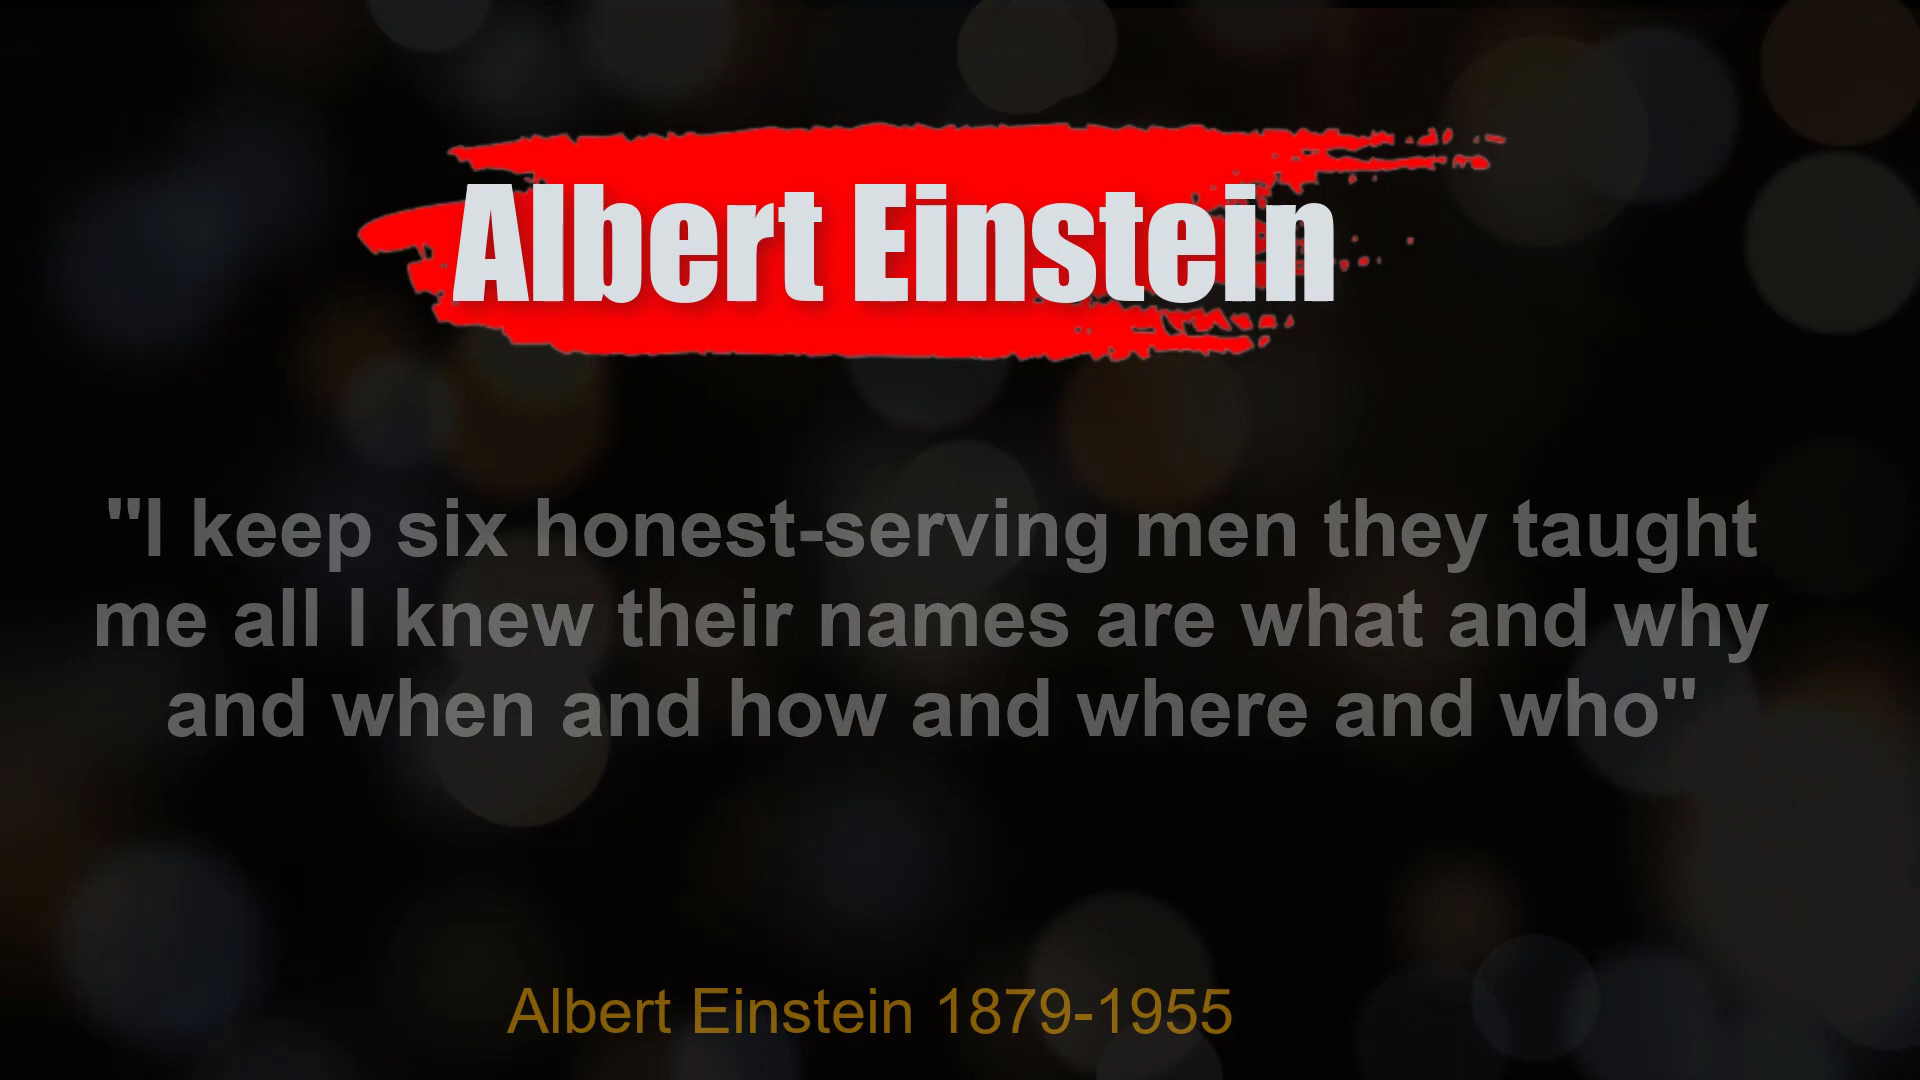 Albert Einstein
"I keep six honest-serving men they taught
me all I knew their names are what and why
and when and how and where and who"
Albert Einstein 1879-1955